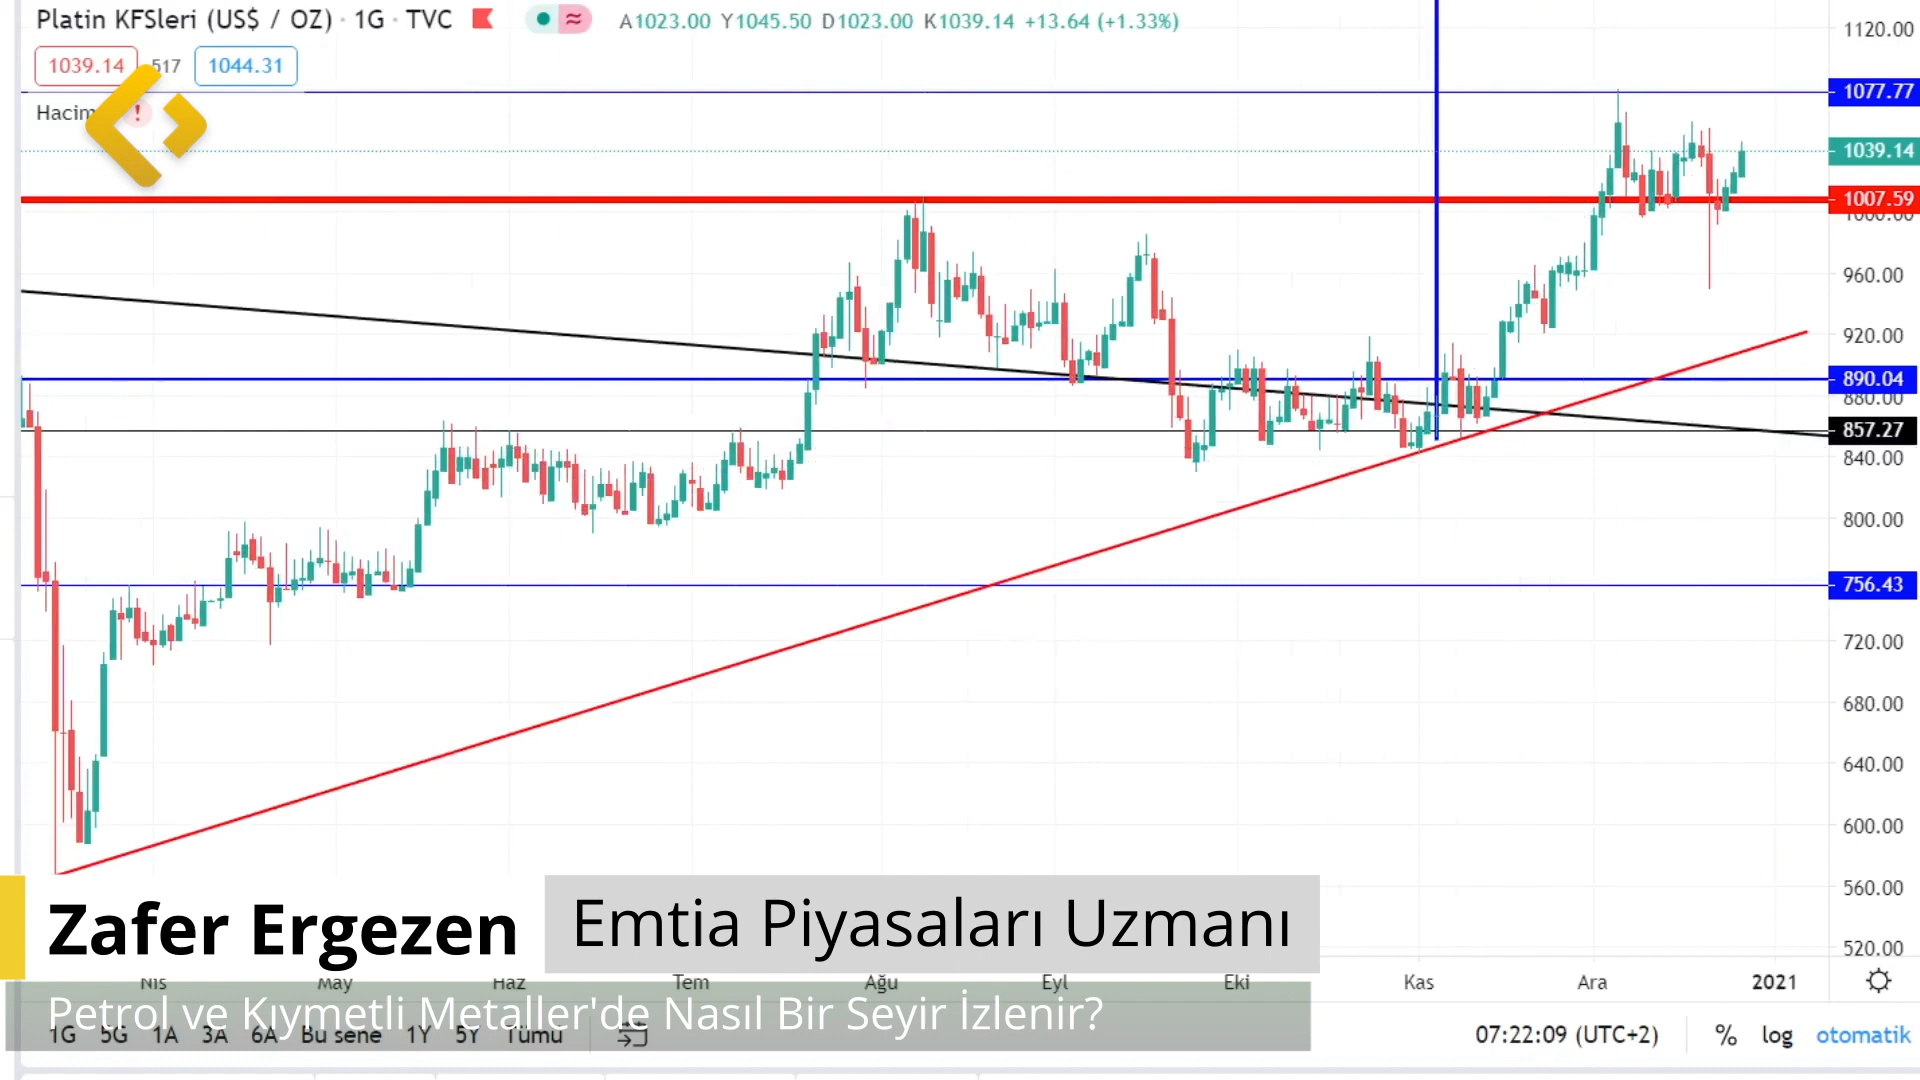 Platin KFSleri (US$ / OZ) · 1G · TVC A1023.00 Y1045.50 D1023.00 K1039.14 +13.64 (+1.33%)
1039.14 517 1044.31
Hacim !
1120.00
1077.77
1039.14
1007.59
1000.00
960.00
920.00
890.04
880.00
857.27
840.00
800.00
756.43
720.00
680.00
640.00
600.00
560.00
520.00
Zafer Ergezen Emtia Piyasaları Uzmanı
Nis May Haz Tem Ağu Eyl Eki Kas Ara 2021
Petrol ve Kıymetli Metaller'de Nasıl Bir Seyir İzlenir?
1G 5G 1A 3A 6A Bu sene 1Y 5Y Tümü 07:22:09 (UTC+2) % log otomatik